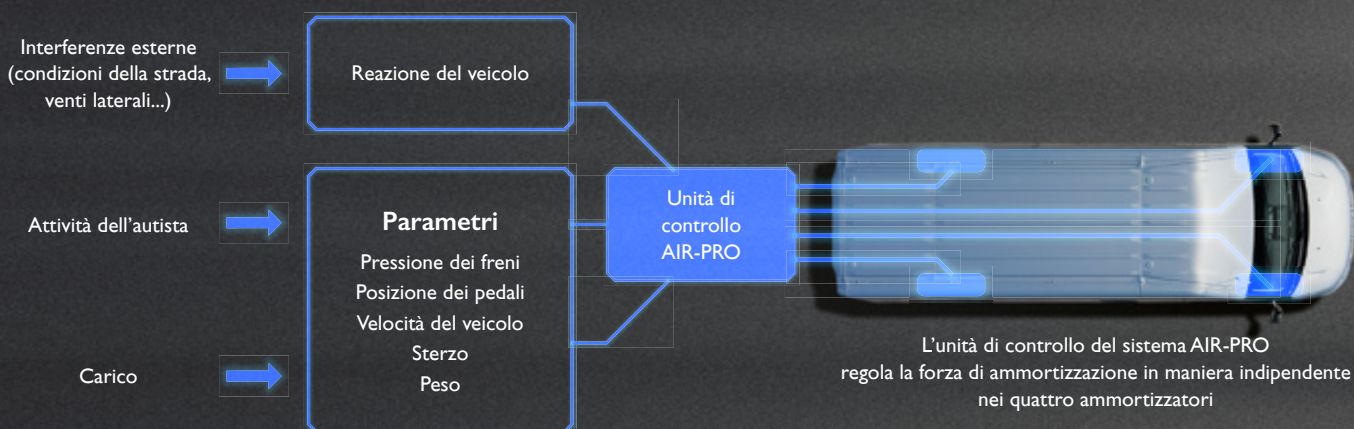 Interferenze esterne
(condizioni della strada,
venti laterali...)
Reazione del veicolo
Attività dell'autista
Carico
Parametri
Pressione dei freni
Posizione dei pedali
Velocità del veicolo
Sterzo
Peso
Unità di
controllo
AIR-PRO
L'unità di controllo del sistema AIR-PRO
regola la forza di ammortizzazione in maniera indipendente
nei quattro ammortizzatori